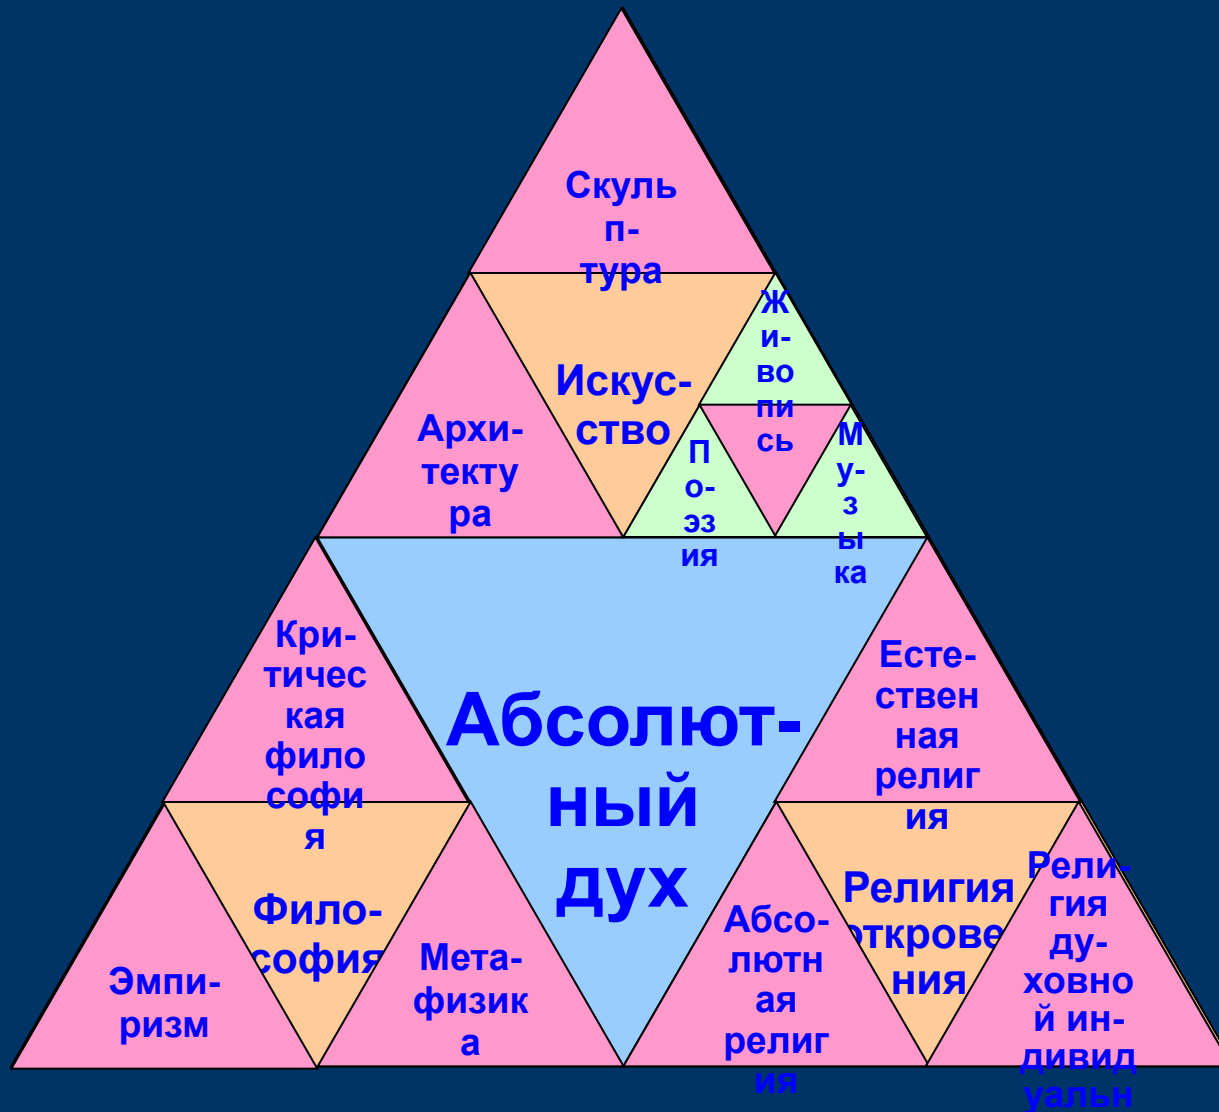 Скуль
п-
тура
Искус-
ство
Архи-
текту
ра
Ж
и-
во
пи
сь
П
о-
эз
ия
М
у-
з
ы
ка
Абсолют-
ный
дух
Кри-
тичес
кая
фило
софи
я
Фило-
софия
Эмпи-
ризм
Мета-
физик
а
Есте-
ствен
ная
религ
ия
Религия
откровe
ния
Абсо-
лютн
ая
религ
ия
Рели-
гия
ду-
ховно
й ин-
дивид
уальн